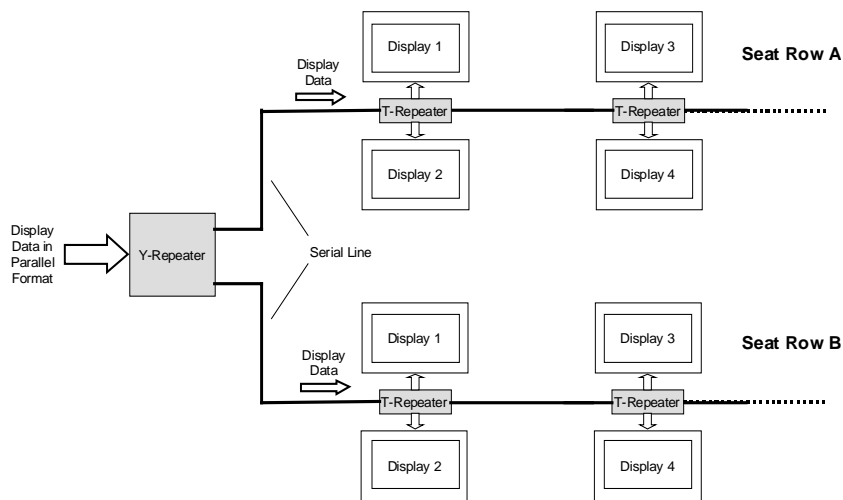 Display 1
Display 3
Seat Row A
Display
Data
T-Repeater
T-Repeater
Display 2
Display 4
Display
Data in
Parallel
Format
Y-Repeater
Serial Line
Display 1
Display 3
Seat Row B
Display
Data
T-Repeater
T-Repeater
Display 2
Display 4